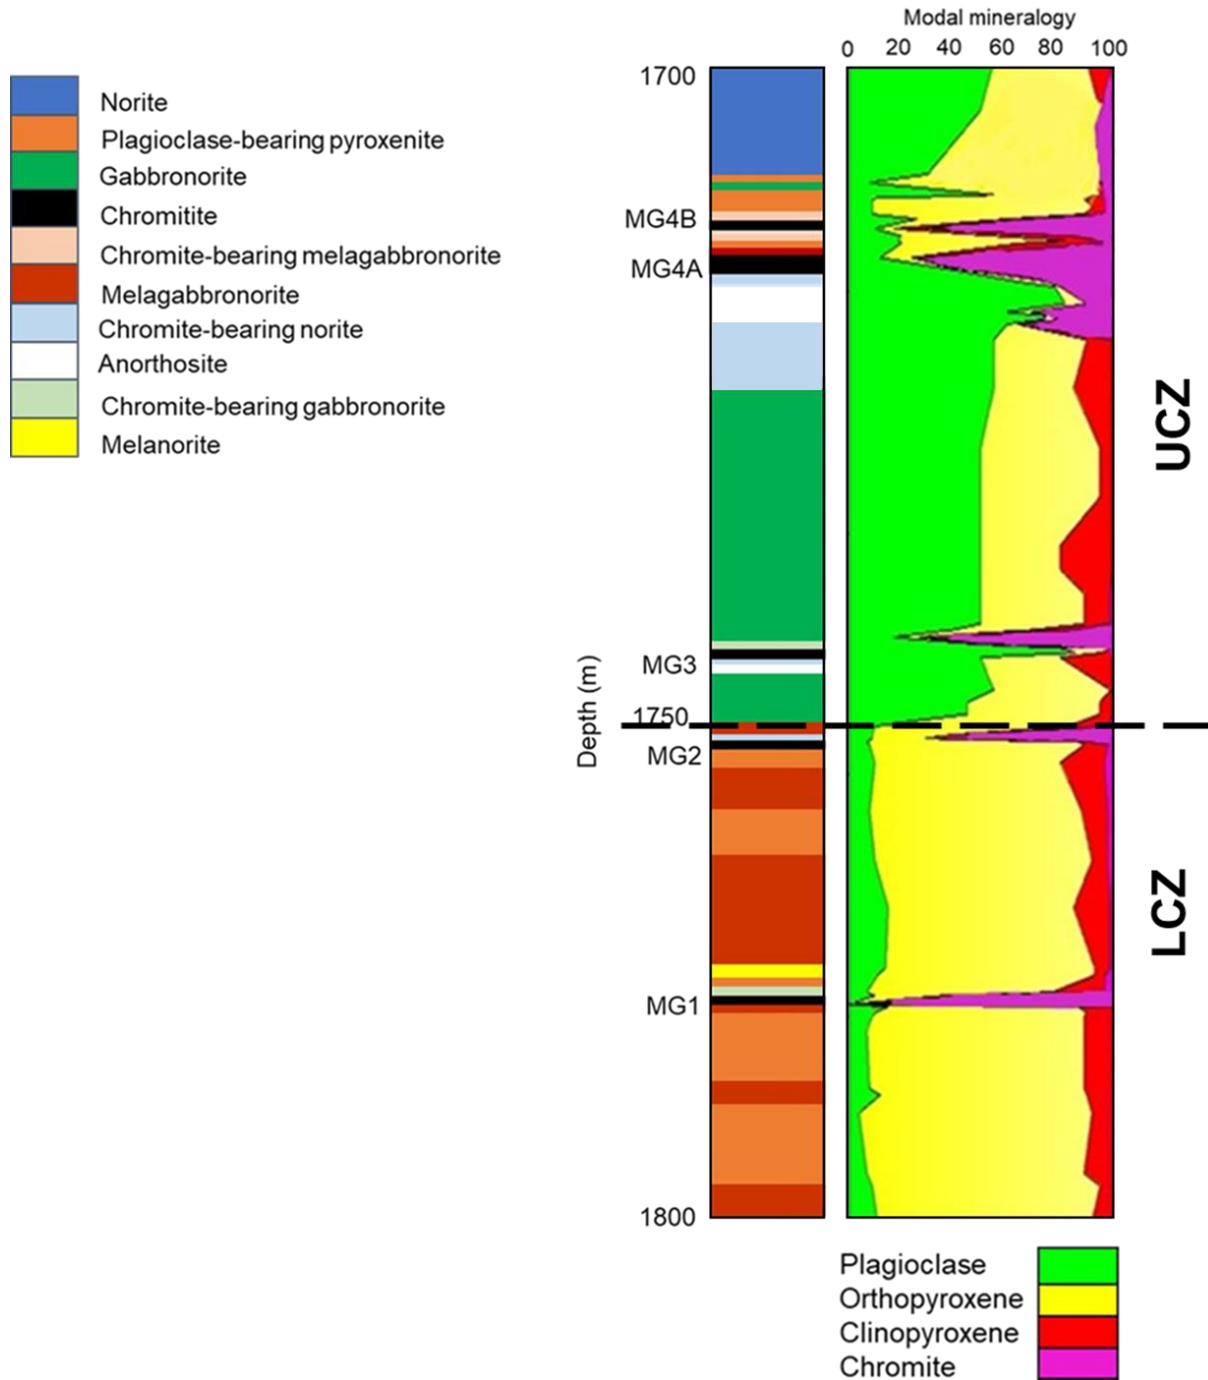 Modal mineralogy
0 20 40 60 80 100
Norite
Plagioclase-bearing pyroxenite
Gabbronorite
Chromitite
Chromite-bearing melagabbronorite
Melagabbronorite
Chromite-bearing norite
Anorthosite
Chromite-bearing gabbronorite
Melanorite
Depth (m)
1700
MG4B
MG4A
MG3
1750
MG2
MG1
1800
UCZ
LCZ
Plagioclase
Orthopyroxene
Clinopyroxene
Chromite